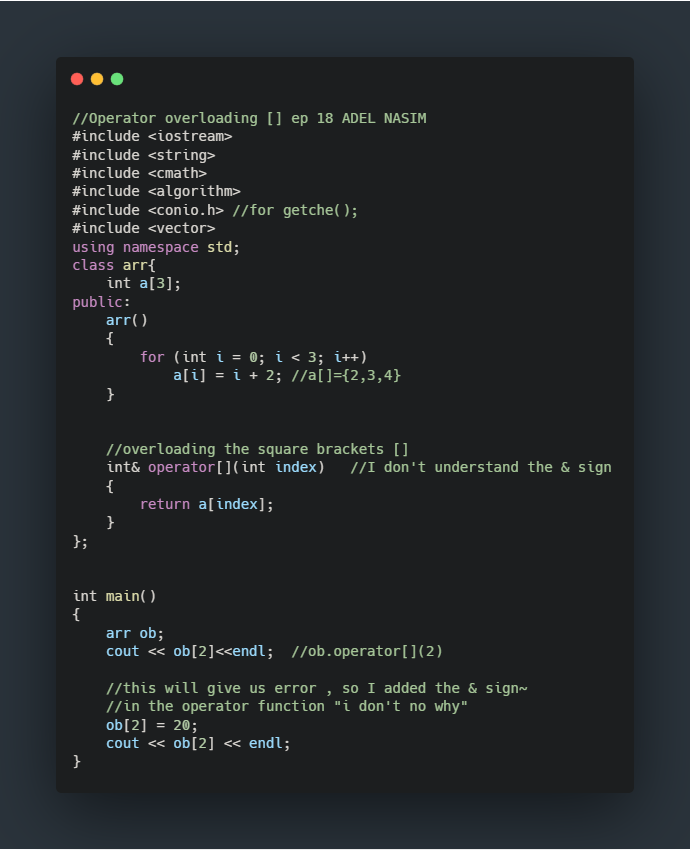 //Operator overloading [] ep 18 ADEL NASIM
#include <iostream>
#include <string>
#include <cmath>
#include <algorithm>
#include <conio.h> //for getche();
#include <vector>
using namespace std;
class arr{
    int a[3];
public:
    arr()
    {
        for (int i = 0; i < 3; i++)
            a[i] = i + 2; //a[]={2,3,4}
    }
    //overloading the square brackets []
    int& operator[](int index)   //I don't understand the & sign
    {
        return a[index];
    }
};
int main()
{
    arr ob;
    cout << ob[2]<<endl;  //ob.operator[](2)
    //this will give us error , so I added the & sign~
    //in the operator function "i don't no why"
    ob[2] = 20;
    cout << ob[2] << endl;
}